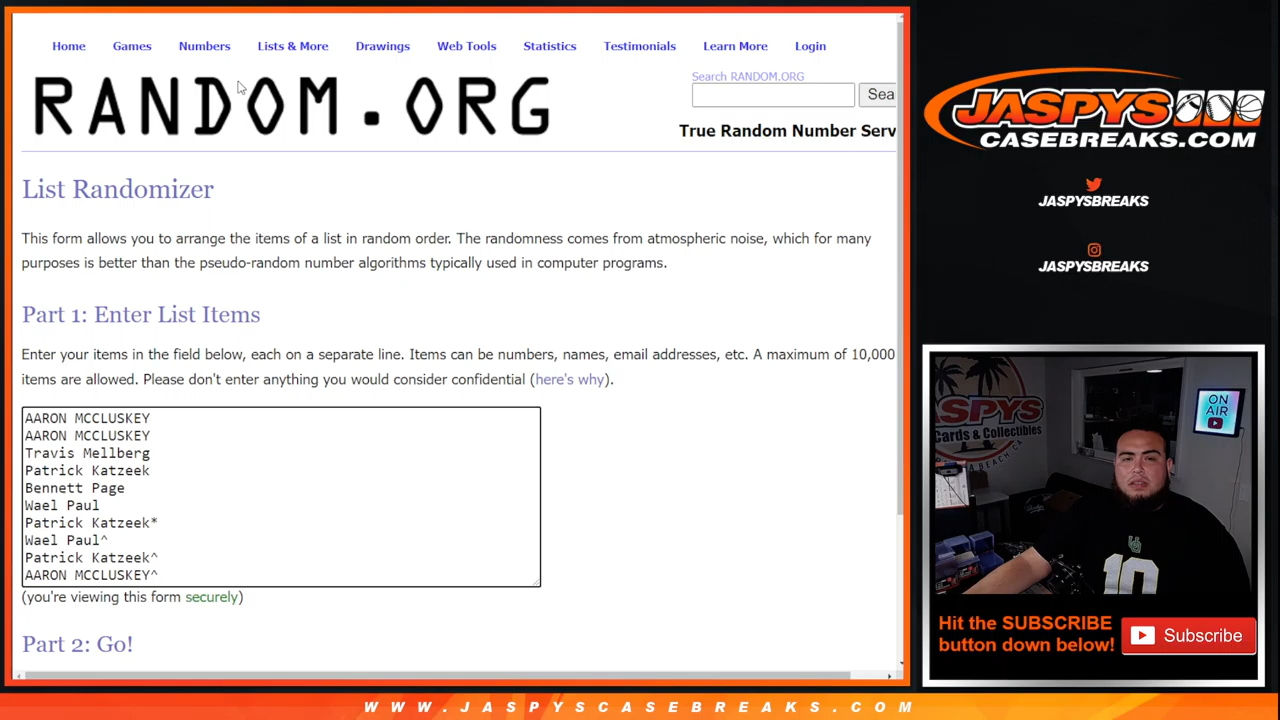 Home Games Numbers Lists & More Drawings Web Tools Statistics Testimonials Learn More Login
RANDOM.ORG
Search RANDOM.ORG
Sea
True Random Number Serv
List Randomizer
This form allows you to arrange the items of a list in random order. The randomness comes from atmospheric noise, which for many
purposes is better than the pseudo-random number algorithms typically used in computer programs.
Part 1: Enter List Items
Enter your items in the field below, each on a separate line. Items can be numbers, names, email addresses, etc. A maximum of 10,000
items are allowed. Please don't enter anything you would consider confidential (here's why).
AARON MCCLUSKEY
AARON MCCLUSKEY
Travis Mellberg
Patrick Katzeek
Bennett Page
Wael Paul
Patrick Katzeek*
Wael Paul^
Patrick Katzeek^
AARON MCCLUSKEY^
(you're viewing this form securely)
Part 2: Go!
JASPYS
CASEBREAKS.COM
JASPYSBREAKS
JASPYSBREAKS
JASPYS
Cards & Collectibles
ON
AIR
10
Hit the SUBSCRIBE
button down below!
Subscribe
WWW.JASPYSCASEBREAKS.COM